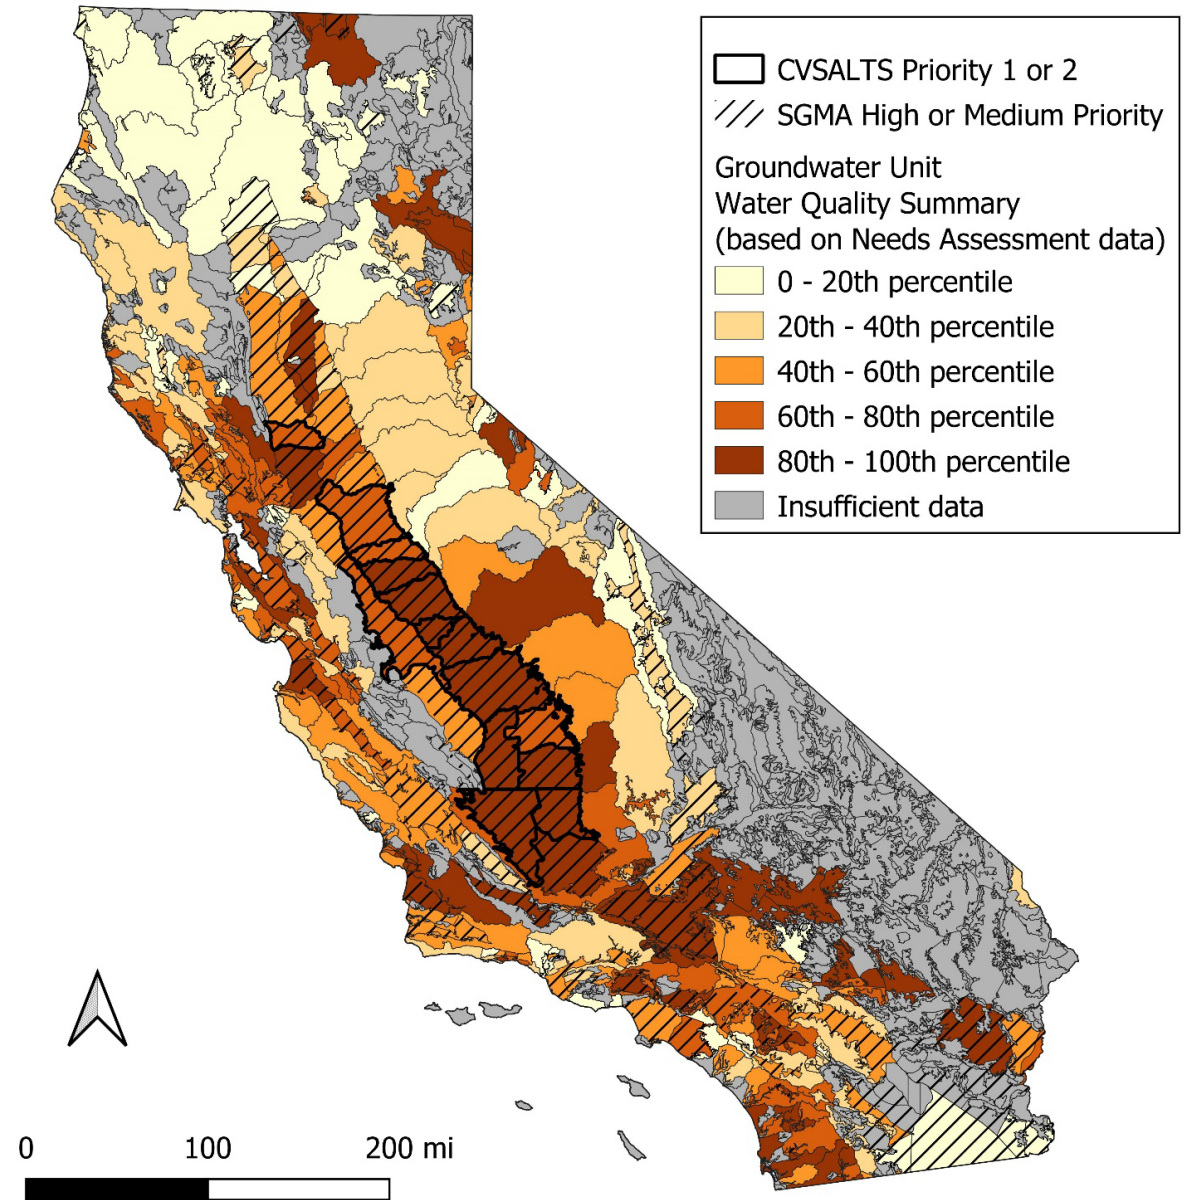 CVSALTS Priority 1 or 2
SGMA High or Medium Priority
Groundwater Unit
Water Quality Summary
(based on Needs Assessment data)
0 - 20th percentile
20th - 40th percentile
40th - 60th percentile
60th - 80th percentile
80th - 100th percentile
Insufficient data
0 100 200 mi